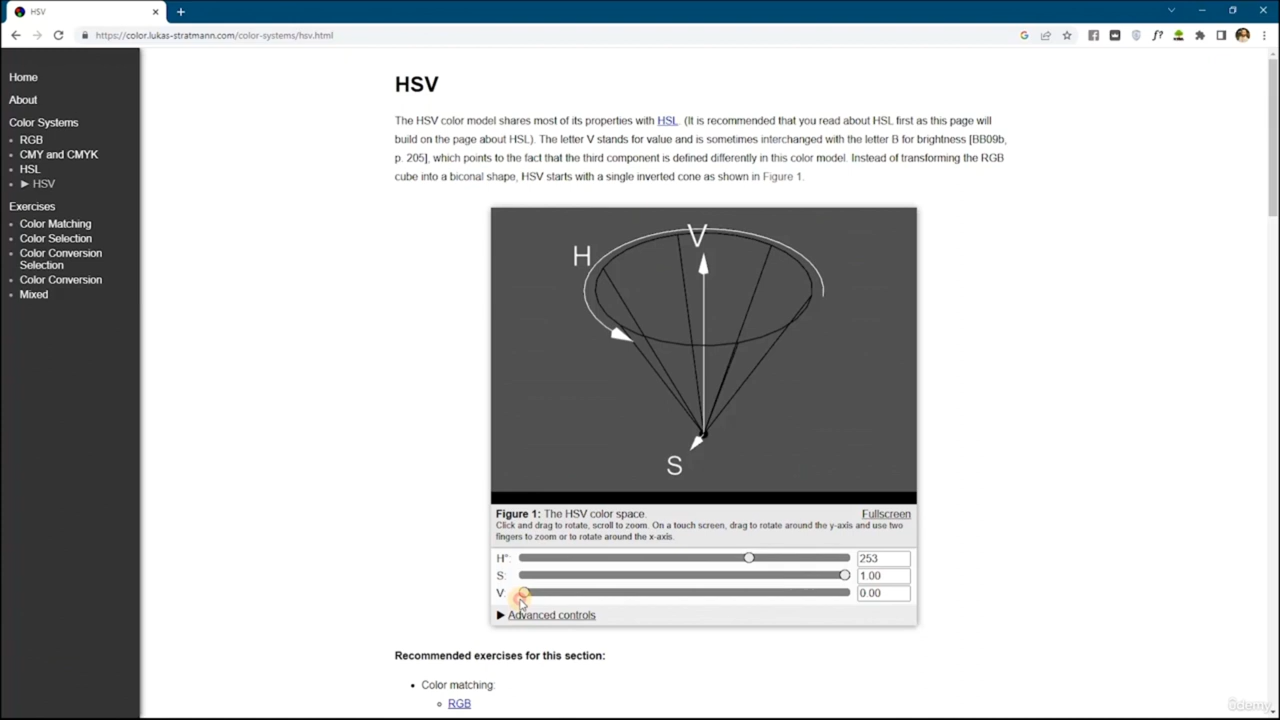 HSV
https://color.lukas-stratmann.com/color-systems/hsv.html
Home
About
Color Systems
RGB
CMY and CMYK
HSL
► HSV
Exercises
Color Matching
Color Selection
Color Conversion
Selection
Color Conversion
Mixed
HSV
The HSV color model shares most of its properties with HSL. (It is recommended that you read about HSL first as this page will
build on the page about HSL). The letter V stands for value and is sometimes interchanged with the letter B for brightness [BB09b,
p. 205], which points to the fact that the third component is defined differently in this color model. Instead of transforming the RGB
cube into a biconal shape, HSV starts with a single inverted cone as shown in Figure 1.
V
H
S
Figure 1: The HSV color space.
Fullscreen
Click and drag to rotate, scroll to zoom. On a touch screen, drag to rotate around the y-axis and use two
fingers to zoom or to rotate around the x-axis.
H°: 253
S: 1.00
V: 0.00
► Advanced controls
Recommended exercises for this section:
Color matching:
RGB
ûdemy